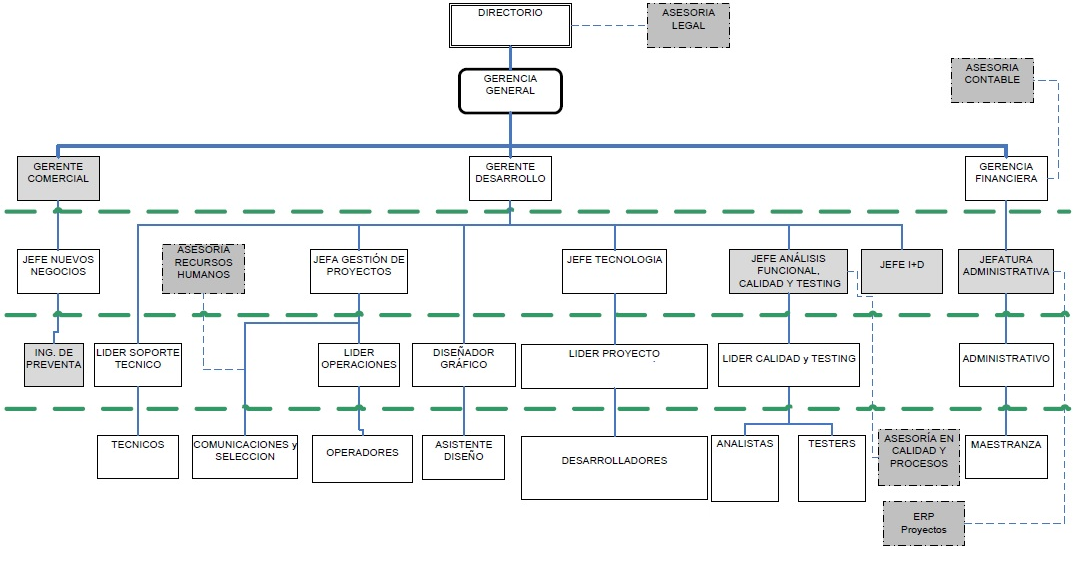 DIRECTORIO
ASESORIA
LEGAL
GERENCIA
GENERAL
ASESORIA
CONTABLE
GERENTE
COMERCIAL
GERENTE
DESARROLLO
GERENCIA
FINANCIERA
JEFE NUEVOS
NEGOCIOS
ASESORIA
RECURSOS
HUMANOS
JEFA GESTIÓN DE
PROYECTOS
JEFE TECNOLOGIA
JEFE ANÁLISIS
FUNCIONAL,
CALIDAD Y TESTING
JEFE I+D
JEFATURA
ADMINISTRATIVA
ING. DE
PREVENTA
LIDER SOPORTE
TECNICO
LIDER
OPERACIONES
DISEÑADOR
GRÁFICO
LIDER PROYECTO
LIDER CALIDAD y TESTING
ADMINISTRATIVO
TECNICOS
COMUNICACIONES y
SELECCION
OPERADORES
ASISTENTE
DISEÑO
DESARROLLADORES
ANALISTAS
TESTERS
ASESORÍA EN
CALIDAD Y
PROCESOS
MAESTRANZA
ERP
Proyectos